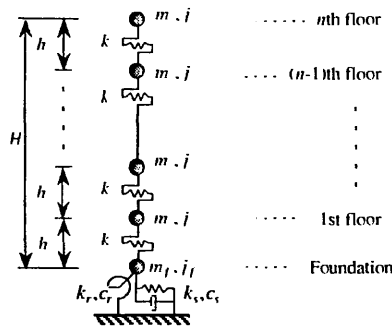 m , j ...... nth floor
h
k
m , j ...... (n-1)th floor
k
H
m , j
h
k
m , j ...... 1st floor
h
k
m_f , j_f ...... Foundation
k_r , c_r k_s , c_s